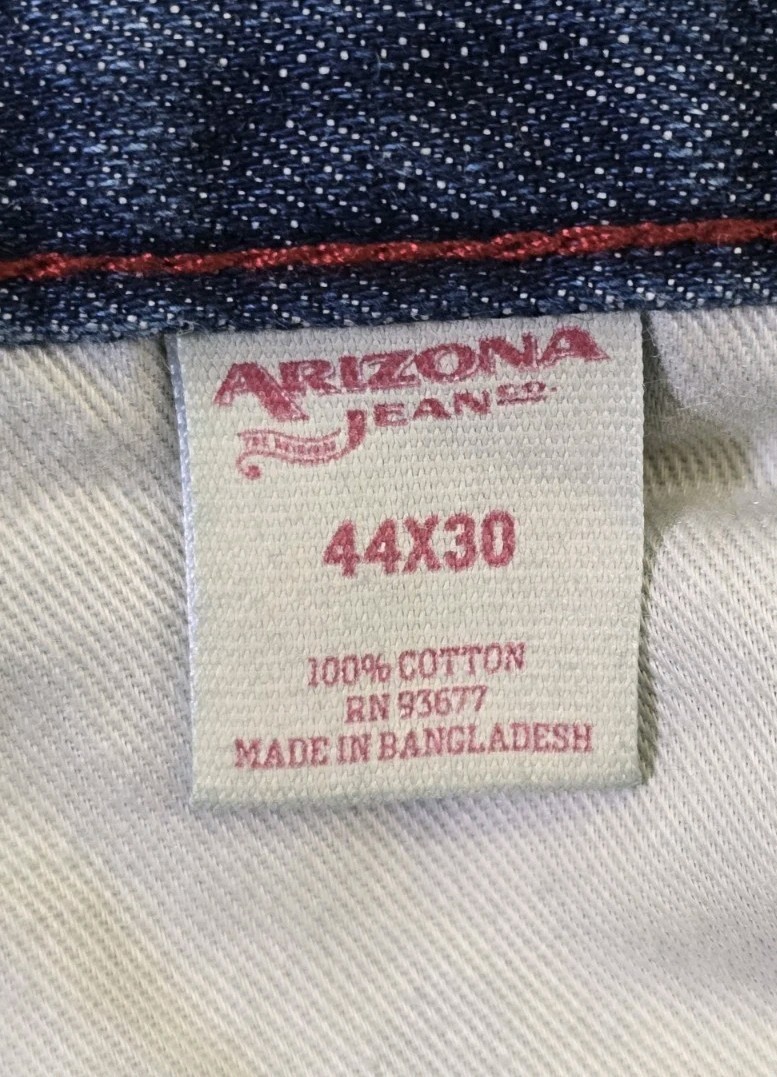 ARIZONA
JEAN CO.
44X30
100% COTTON
RN 93677
MADE IN BANGLADESH